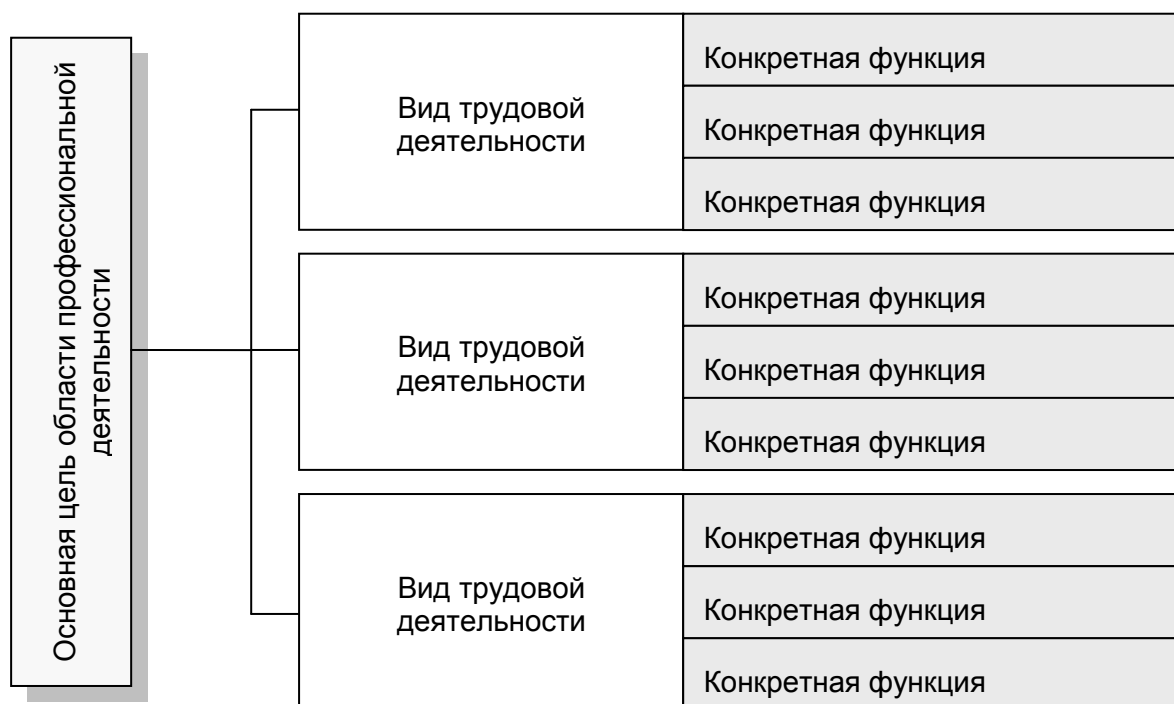 Основная цель области профессиональной
деятельности
Вид трудовой
деятельности
Конкретная функция
Конкретная функция
Конкретная функция
Вид трудовой
деятельности
Конкретная функция
Конкретная функция
Конкретная функция
Вид трудовой
деятельности
Конкретная функция
Конкретная функция
Конкретная функция